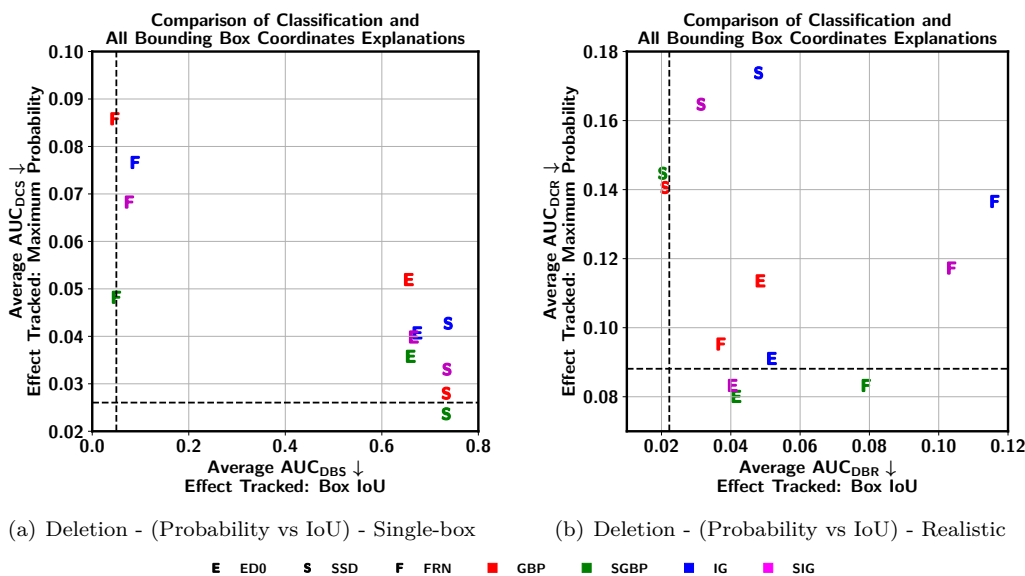 Comparison of Classification and
All Bounding Box Coordinates Explanations
0.10
0.09
0.08
0.07
0.06
0.05
0.04
0.03
0.02
Average AUC_DCS ↓
Effect Tracked: Maximum Probability
F
F
F
F
E
E
E
E
S
S
S
S
0.0 0.2 0.4 0.6 0.8
Average AUC_DBS ↓
Effect Tracked: Box IoU
(a) Deletion - (Probability vs IoU) - Single-box
Comparison of Classification and
All Bounding Box Coordinates Explanations
0.18
0.16
0.14
0.12
0.10
0.08
Average AUC_DCR ↓
Effect Tracked: Maximum Probability
S
S
S
S
F
F
E
F
E
E
E
F
0.02 0.04 0.06 0.08 0.10 0.12
Average AUC_DBR ↓
Effect Tracked: Box IoU
(b) Deletion - (Probability vs IoU) - Realistic
E ED0 S SSD F FRN GBP SGBP IG SIG